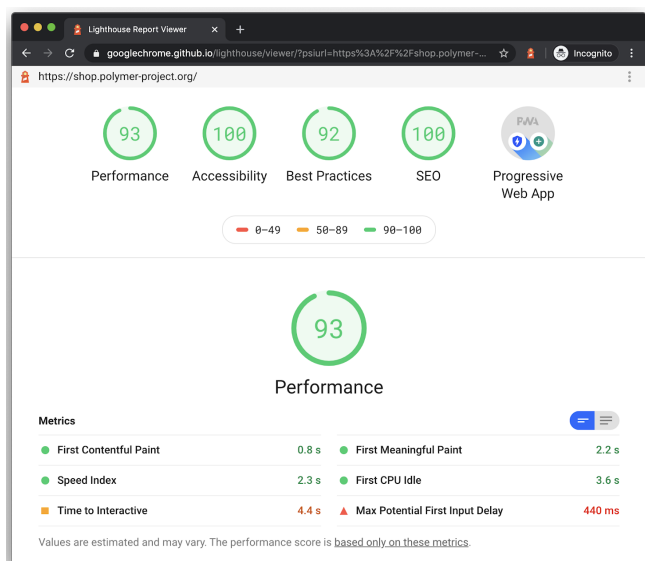 Lighthouse Report Viewer
googlechrome.github.io/lighthouse/viewer/?psiurl=https%3A%2F%2Fshop.polymer-... Incognito
https://shop.polymer-project.org/
93 100 92 100 PWA
Performance Accessibility Best Practices SEO Progressive
Web App
0–49 50–89 90–100
93
Performance
Metrics
First Contentful Paint 0.8 s First Meaningful Paint 2.2 s
Speed Index 2.3 s First CPU Idle 3.6 s
Time to Interactive 4.4 s Max Potential First Input Delay 440 ms
Values are estimated and may vary. The performance score is based only on these metrics.